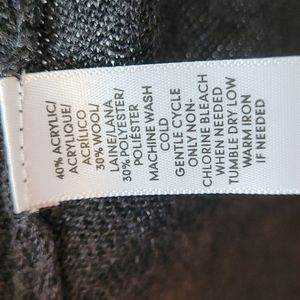 40% ACRYLIC/
ACRYLIQUE/
ACRÍLICO
30% WOOL/
LAINE/LANA
30% POLYESTER/
POLIÉSTER
MACHINE WASH
COLD
GENTLE CYCLE
ONLY NON-
CHLORINE BLEACH
WHEN NEEDED
TUMBLE DRY LOW
WARM IRON
IF NEEDED